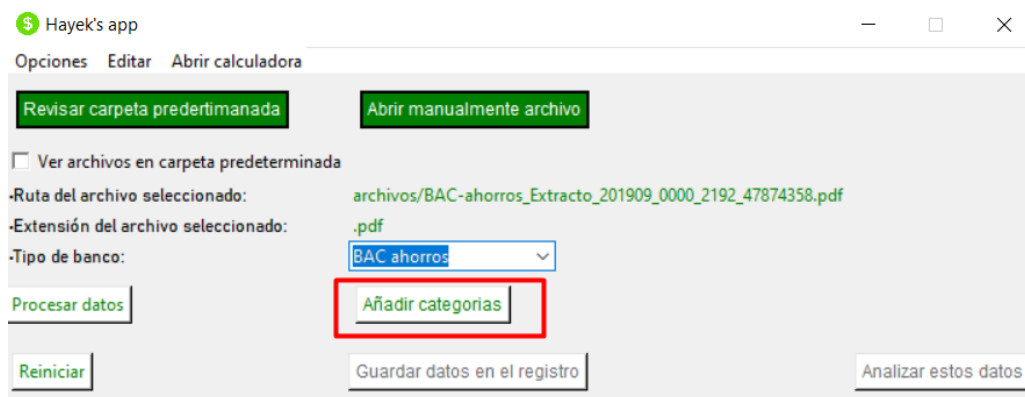 $ Hayek's app
Opciones Editar Abrir calculadora
Revisar carpeta predertimanada Abrir manualmente archivo
Ver archivos en carpeta predeterminada
-Ruta del archivo seleccionado: archivos/BAC-ahorros_Extracto_201909_0000_2192_47874358.pdf
-Extensión del archivo seleccionado: .pdf
-Tipo de banco: BAC ahorros
Procesar datos Añadir categorias
Reiniciar Guardar datos en el registro Analizar estos datos